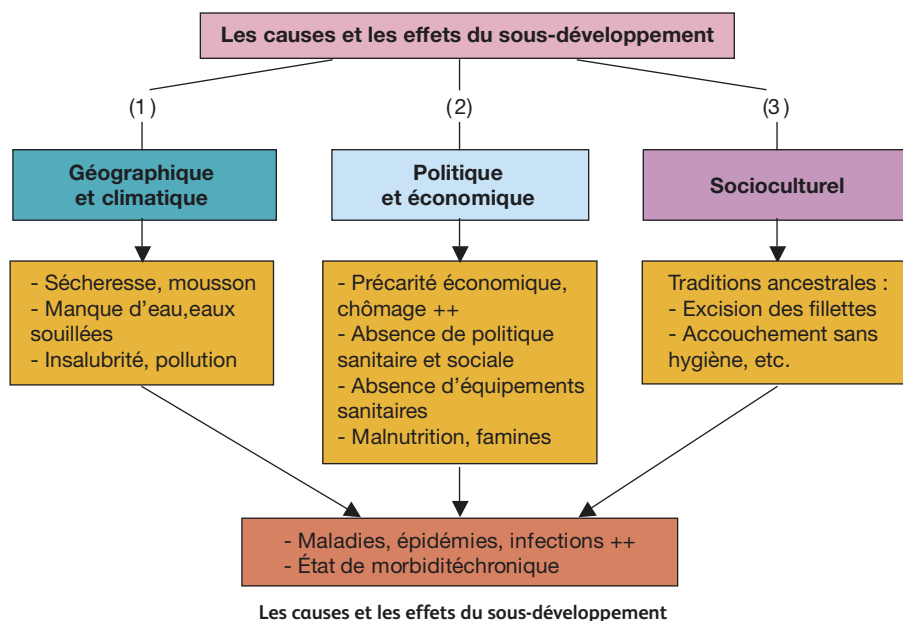 Les causes et les effets du sous-développement
(1)
(2)
(3)
Géographique
et climatique
Politique
et économique
Socioculturel
- Sécheresse, mousson
- Manque d'eau,eaux
souillées
- Insalubrité, pollution
- Précarité économique,
chômage ++
- Absence de politique
sanitaire et sociale
- Absence d'équipements
sanitaires
- Malnutrition, famines
Traditions ancestrales :
- Excision des fillettes
- Accouchement sans
hygiène, etc.
- Maladies, épidémies, infections ++
- État de morbiditéchronique
Les causes et les effets du sous-développement